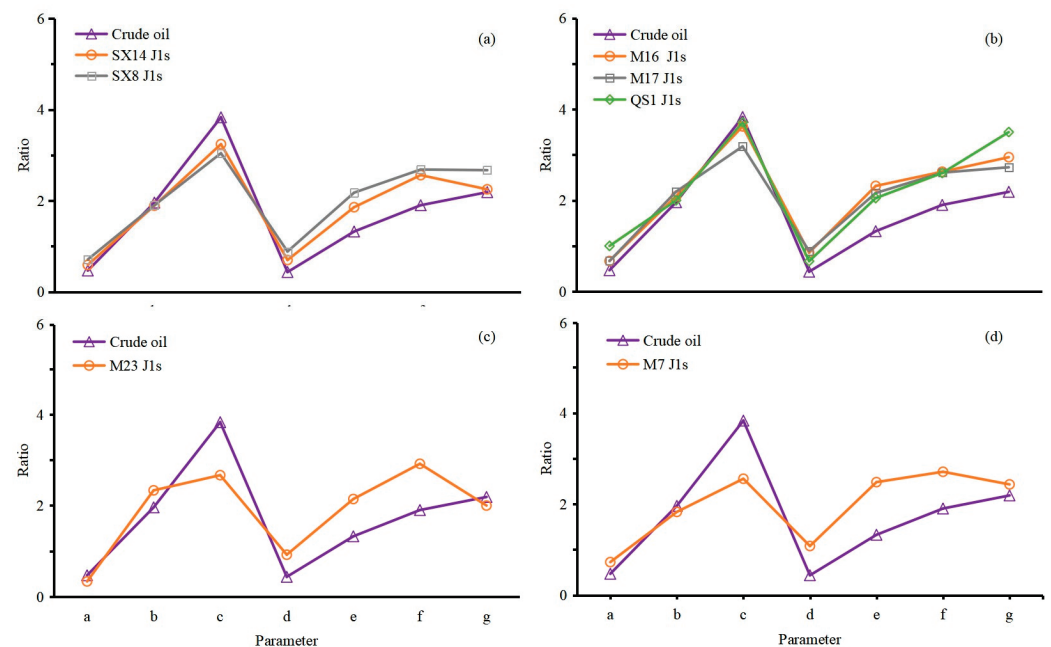 6
4
2
0
Ratio
Crude oil
SX14 J1s
SX8 J1s
(a)
6
4
2
0
Ratio
Crude oil
M16 J1s
M17 J1s
QS1 J1s
(b)
6
4
2
0
Ratio
Crude oil
M23 J1s
(c)
a b c d e f g
Parameter
6
4
2
0
Ratio
Crude oil
M7 J1s
(d)
a b c d e f g
Parameter